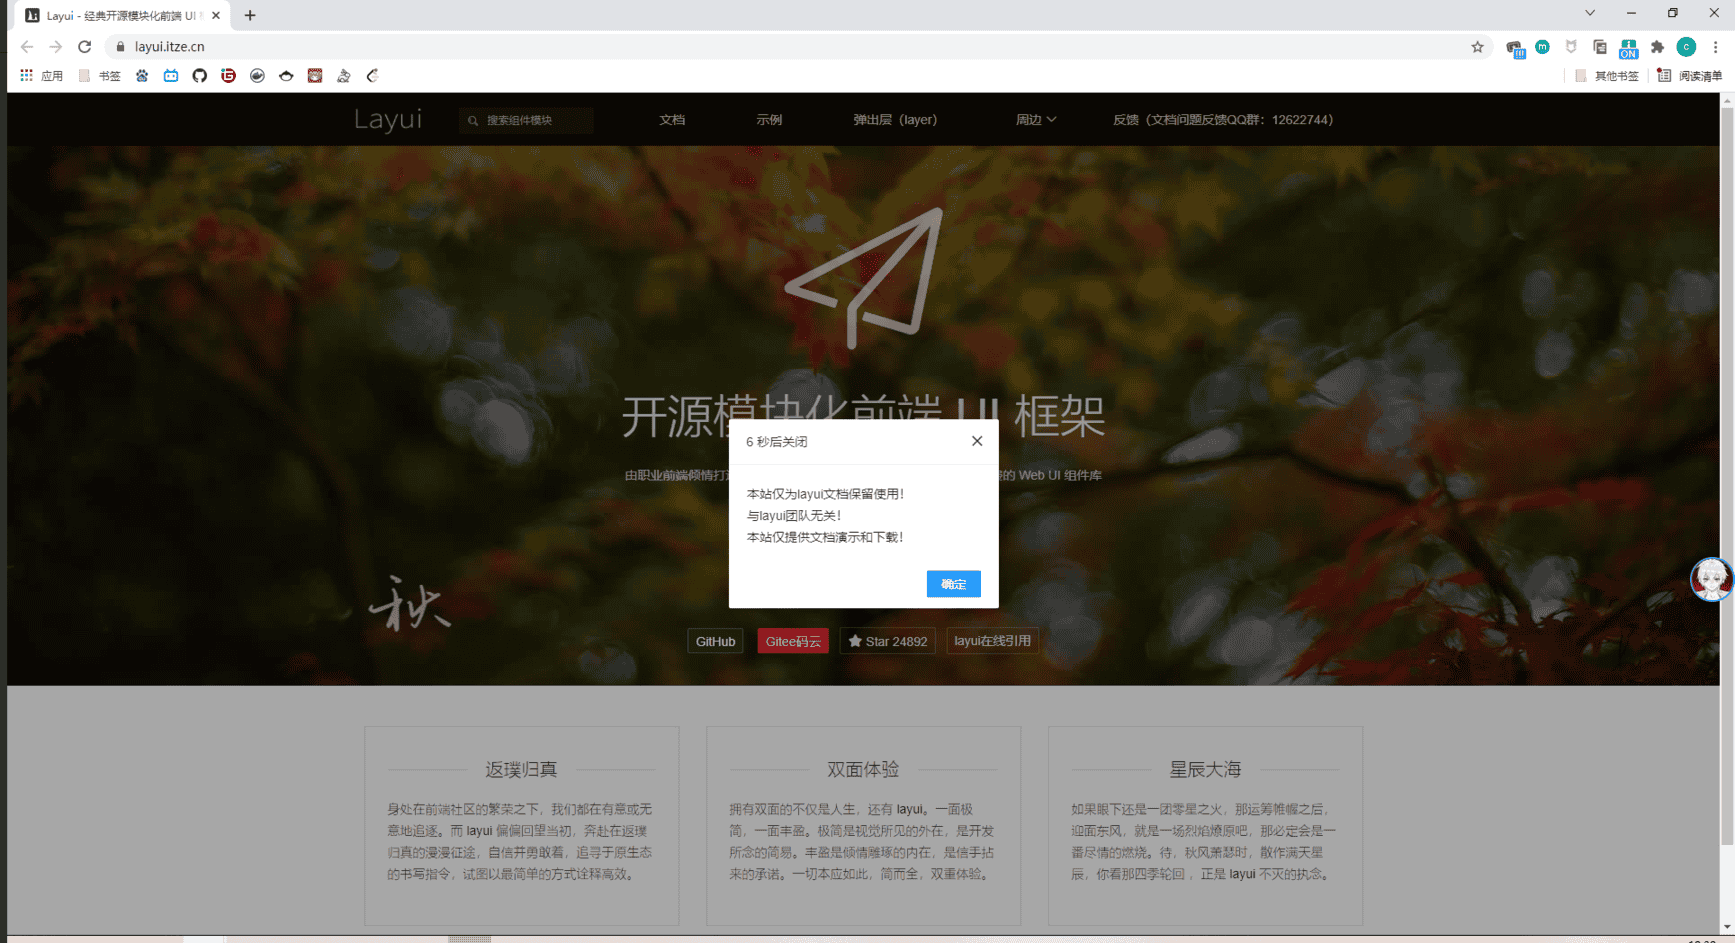 Layui - 经典开源模块化前端 UI
layui.itze.cn
ON
m
c
应用
书签
其他书签
阅读清单
Layui
搜索组件模块
文档
示例
弹出层（layer）
周边
反馈（文档问题反馈QQ群：12622744）
开源模块化前端 UI 框架
由职业前端倾情打
的 Web UI 组件库
6 秒后关闭
本站仅为layui文档保留使用！
与layui团队无关！
本站仅提供文档演示和下载！
确定
秋
GitHub
Gitee码云
Star 24892
layui在线引用
返璞归真
身处在前端社区的繁荣之下，我们都在有意或无
意地追逐。而 layui 偏偏回望当初，奔赴在返璞
归真的漫漫征途，自信并勇敢着，追寻于原生态
的书写指令，试图以最简单的方式诠释高效。
双面体验
拥有双面的不仅是人生，还有 layui。一面极
简，一面丰盈。极简是视觉所见的外在，是开发
所念的简易。丰盈是倾情雕琢的内在，是信手拈
来的承诺。一切本应如此，简而全，双重体验。
星辰大海
如果眼下还是一团零星之火，那运筹帷幄之后，
迎面东风，就是一场烈焰燎原吧，那必定会是一
番尽情的燃烧。待，秋风萧瑟时，散作满天星
辰，你看那四季轮回 ，正是 layui 不灭的执念。